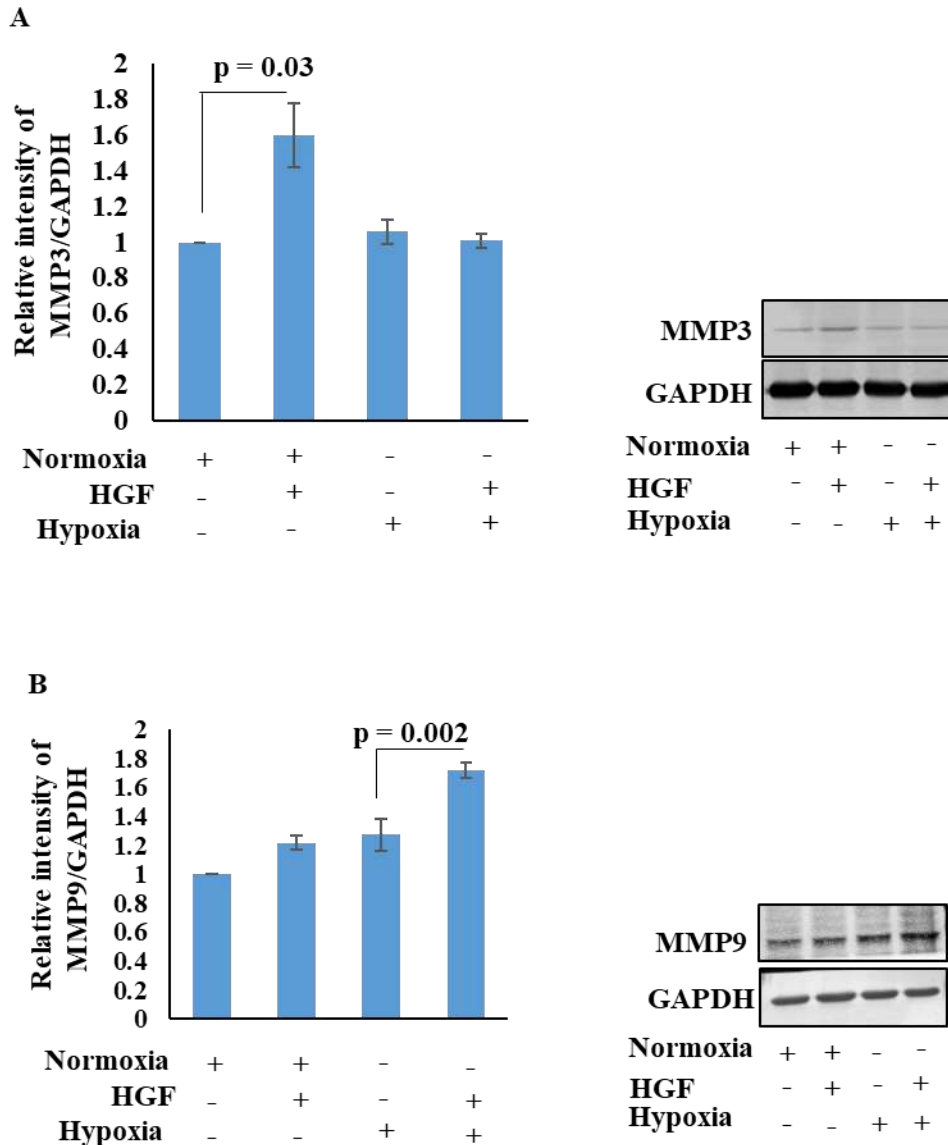 A
Relative intensity of
MMP3/GAPDH
2
1.8
1.6
1.4
1.2
1
0.8
0.6
0.4
0.2
0
p = 0.03
Normoxia + + - -
HGF - + - +
Hypoxia - - + +
MMP3
GAPDH
Normoxia + + - -
HGF - + - +
Hypoxia - - + +
B
Relative intensity of
MMP9/GAPDH
2
1.8
1.6
1.4
1.2
1
0.8
0.6
0.4
0.2
0
p = 0.002
Normoxia + + - -
HGF - + - +
Hypoxia - - + +
MMP9
GAPDH
Normoxia + + - -
HGF - + - +
Hypoxia - - + +